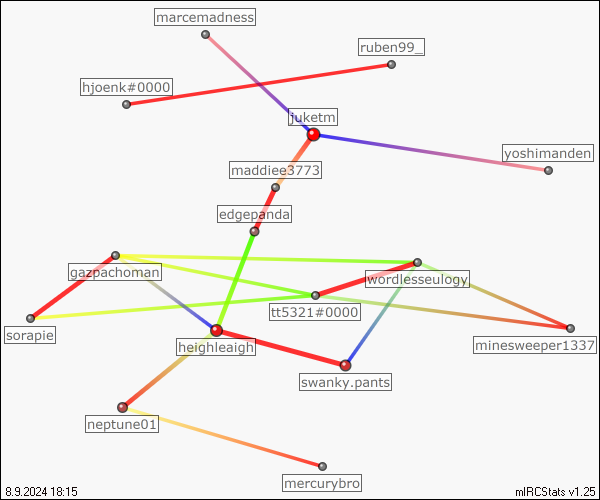 marcemadness
ruben99_
hjoenk#0000
juketm
yoshimanden
maddiee3773
edgepanda
gazpachoman
wordlesseulogy
tt5321#0000
sorapie
heighleaigh
minesweeper1337
swanky.pants
neptune01
mercurybro
8.9.2024 18:15
mIRCStats v1.25